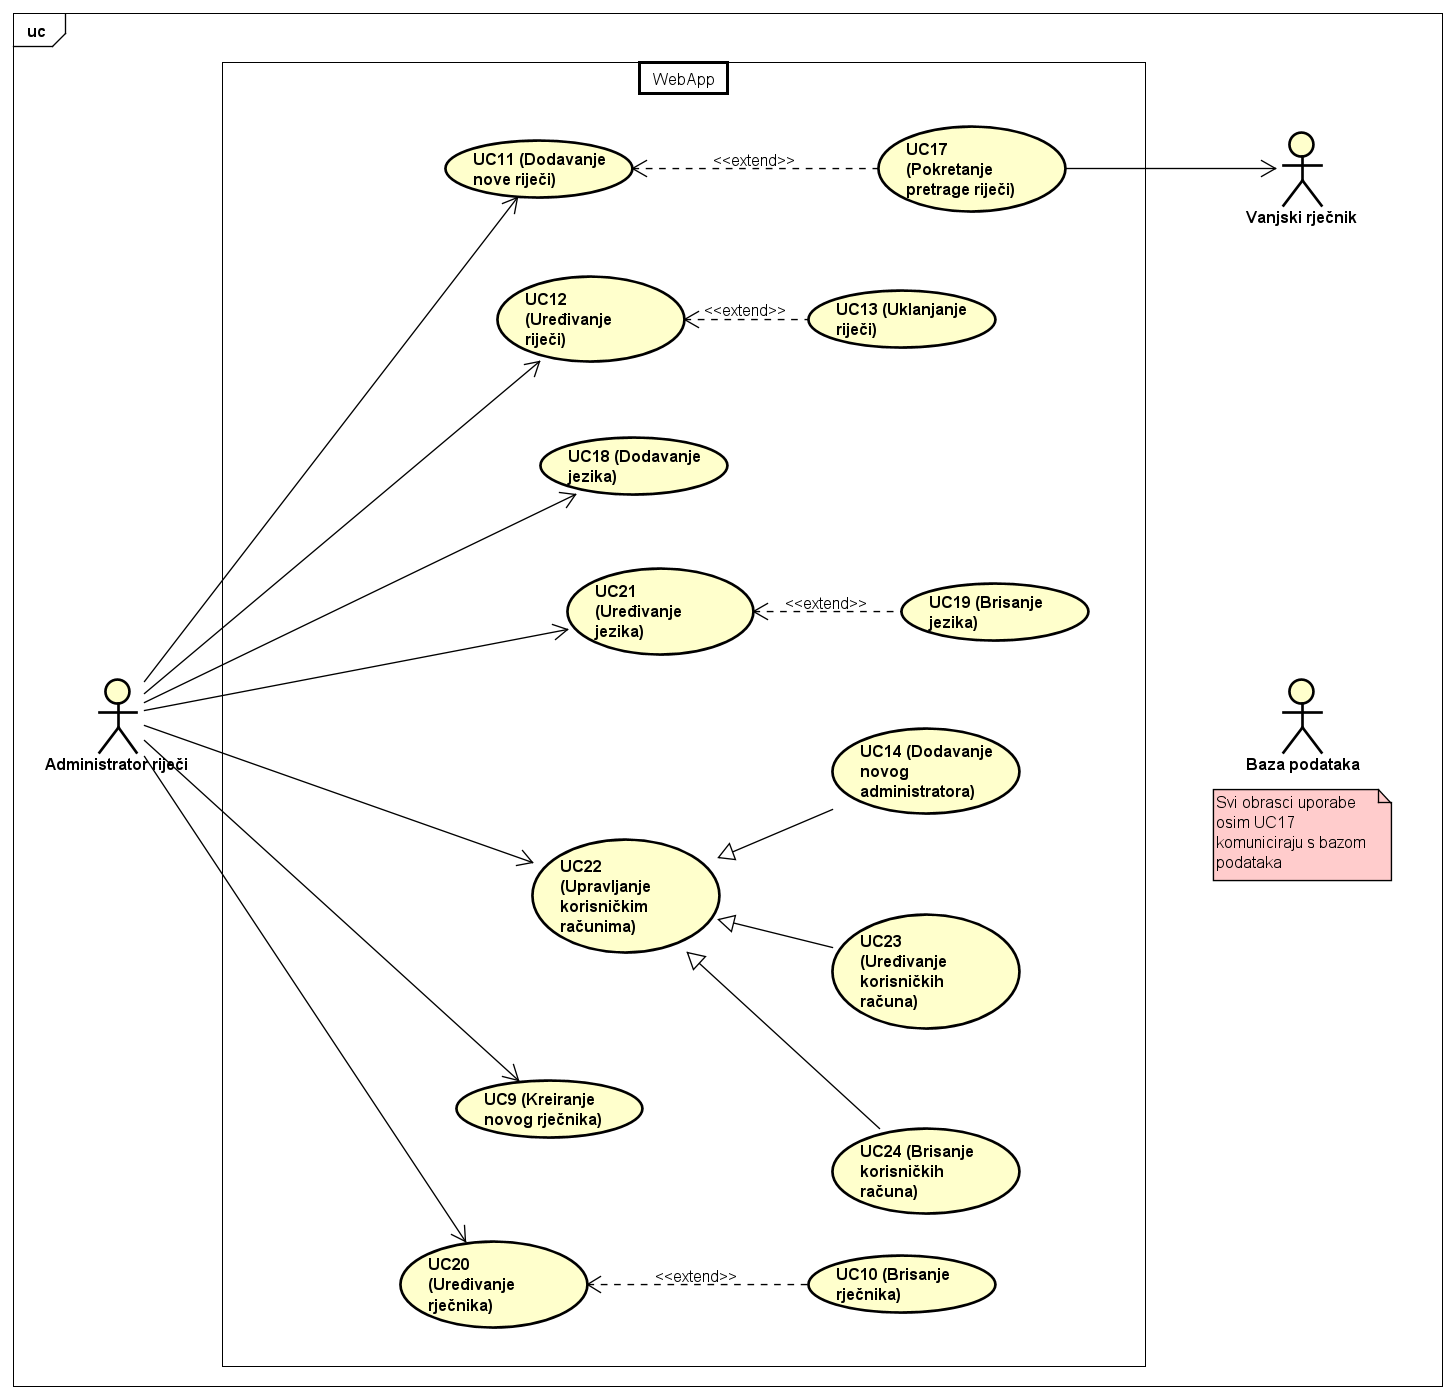 uc
WebApp
UC11 (Dodavanje
nove riječi)
<<extend>>
UC17
(Pokretanje
pretrage riječi)
Vanjski rječnik
UC12
(Uređivanje
riječi)
<<extend>>
UC13 (Uklanjanje
riječi)
UC18 (Dodavanje
jezika)
UC21
(Uređivanje
jezika)
<<extend>>
UC19 (Brisanje
jezika)
Administrator riječi
Baza podataka
Svi obrasci uporabe
osim UC17
komuniciraju s bazom
podataka
UC14 (Dodavanje
novog
administratora)
UC22
(Upravljanje
korisničkim
računima)
UC23
(Uređivanje
korisničkih
računa)
UC9 (Kreiranje
novog rječnika)
UC24 (Brisanje
korisničkih
računa)
UC20
(Uređivanje
rječnika)
<<extend>>
UC10 (Brisanje
rječnika)